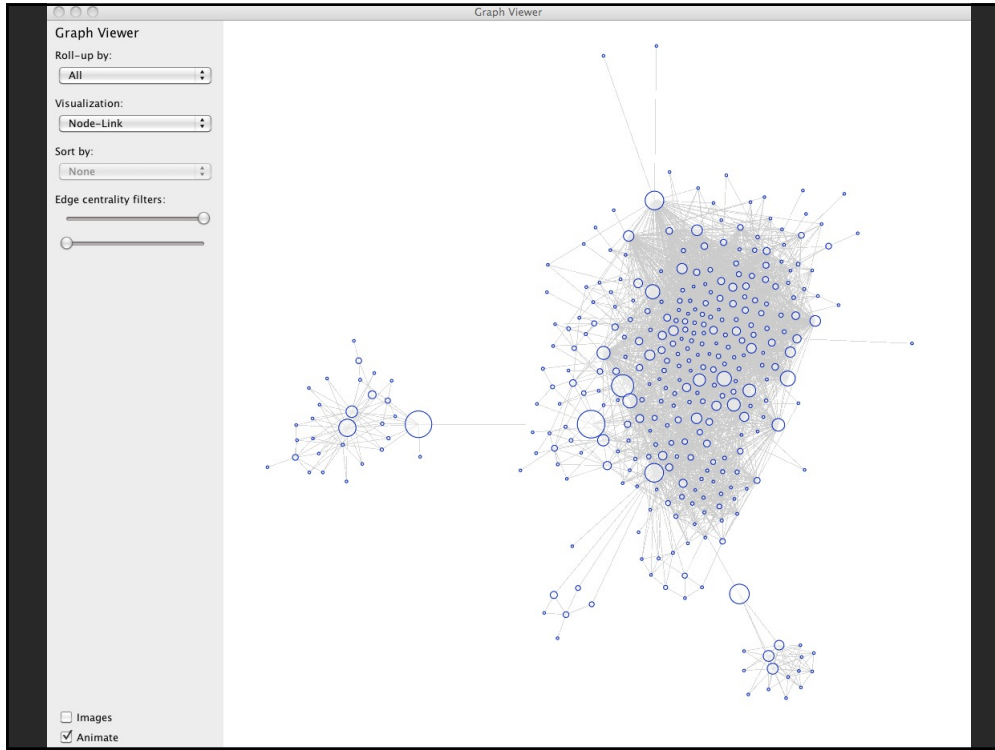 Graph Viewer
Graph Viewer
Roll-up by:
All
Visualization:
Node-Link
Sort by:
None
Edge centrality filters:
Images
Animate